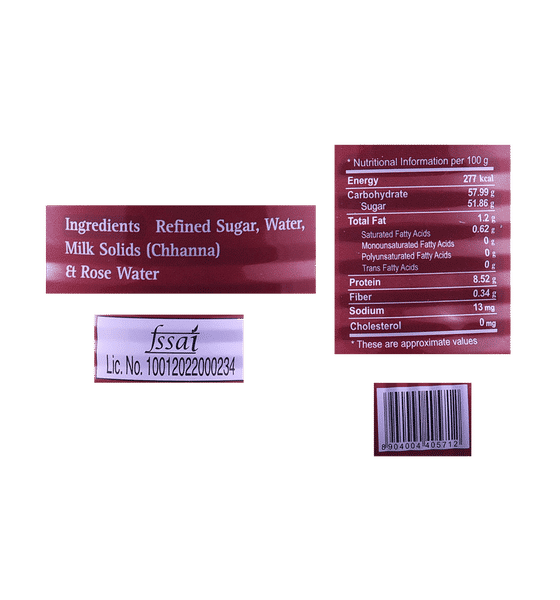 Ingredients Refined Sugar, Water,
Milk Solids (Chhanna)
& Rose Water
fssai
Lic. No. 10012022000234
* Nutritional Information per 100 g
Energy 277 kcal
Carbohydrate 57.99 g
Sugar 51.86 g
Total Fat 1.2 g
Saturated Fatty Acids 0.62 g
Monounsaturated Fatty Acids 0 g
Polyunsaturated Fatty Acids 0 g
Trans Fatty Acids 0 g
Protein 8.52 g
Fiber 0.34 g
Sodium 13 mg
Cholesterol 0 mg
* These are approximate values
8 904004 405712